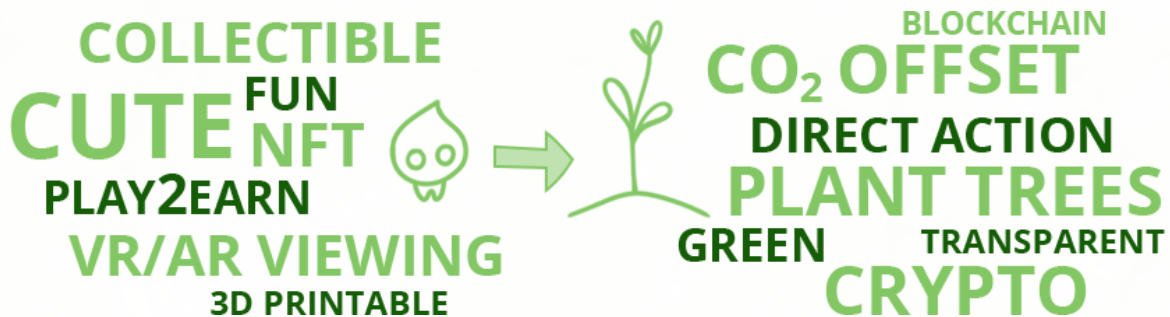 COLLECTIBLE
CUTE
FUN
NFT
PLAY2EARN
VR/AR VIEWING
3D PRINTABLE
BLOCKCHAIN
CO₂ OFFSET
DIRECT ACTION
PLANT TREES
GREEN
TRANSPARENT
CRYPTO